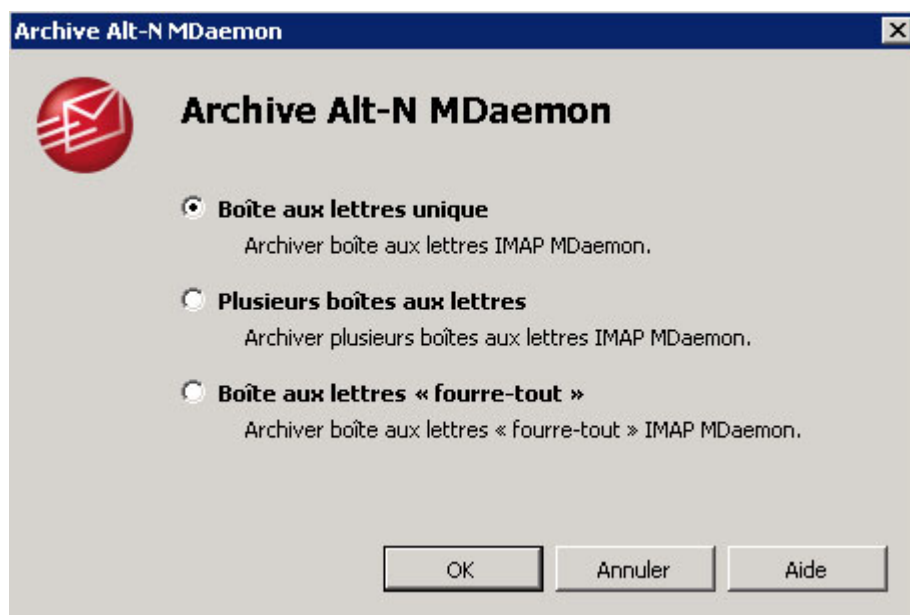 Archive Alt-N MDaemon
Archive Alt-N MDaemon
Boîte aux lettres unique
Archiver boîte aux lettres IMAP MDaemon.
Plusieurs boîtes aux lettres
Archiver plusieurs boîtes aux lettres IMAP MDaemon.
Boîte aux lettres « fourre-tout »
Archiver boîte aux lettres « fourre-tout » IMAP MDaemon.
OK Annuler Aide